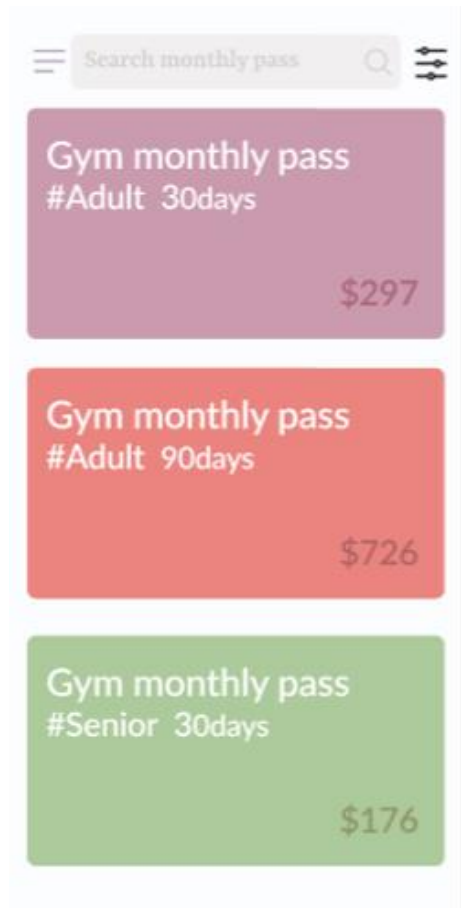 Search monthly pass
Gym monthly pass
#Adult 30days
$297
Gym monthly pass
#Adult 90days
$726
Gym monthly pass
#Senior 30days
$176